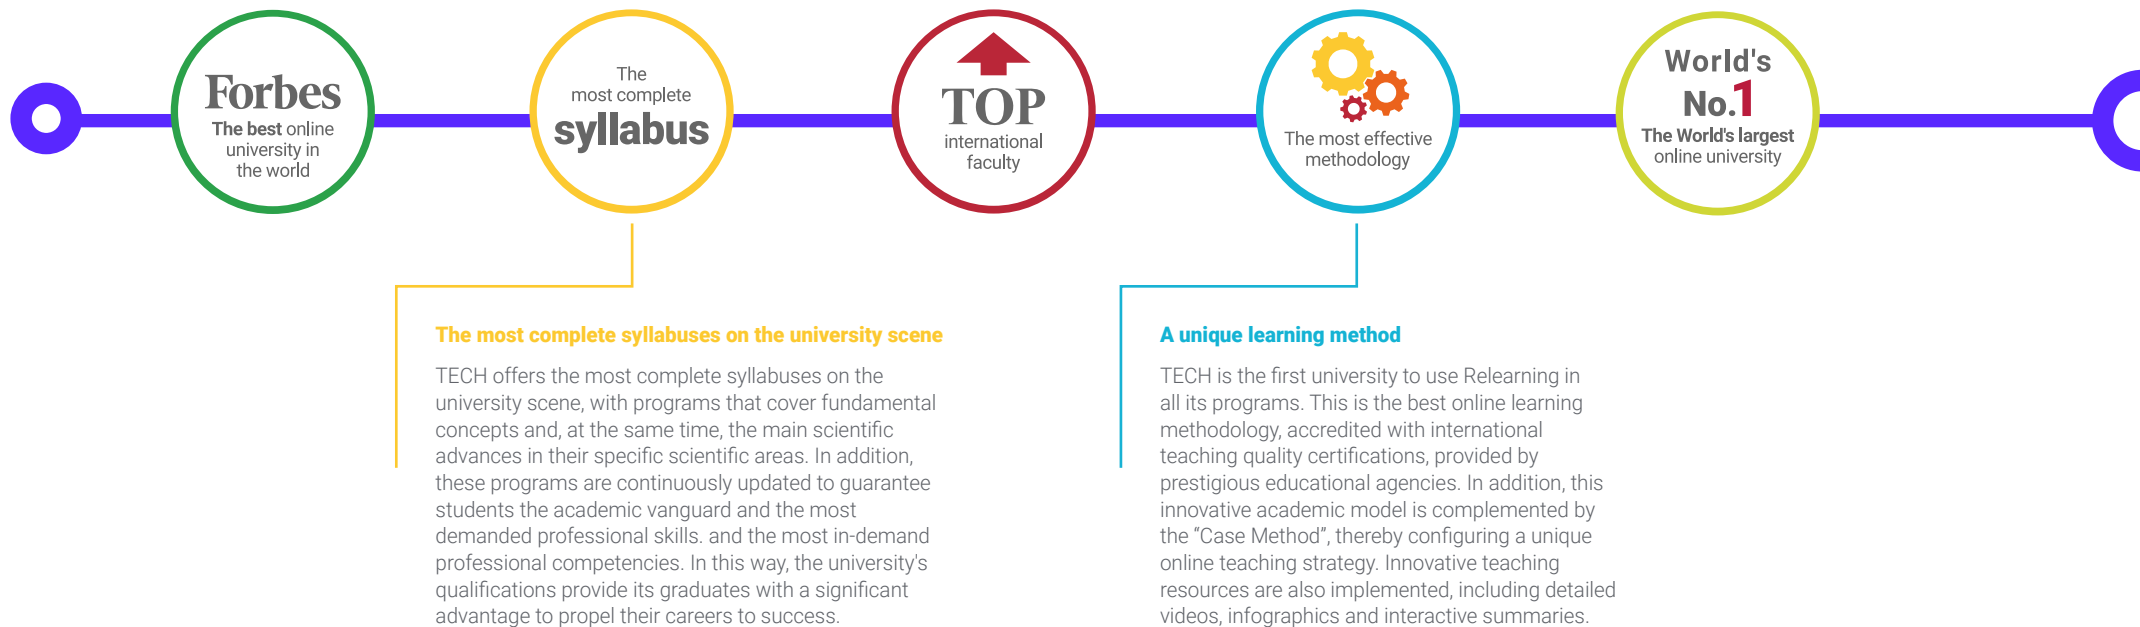 Forbes
The best online
university in
the world
The
most complete
syllabus
TOP
international
faculty
The most effective
methodology
World's
No.1
The World's largest
online university
The most complete syllabuses on the university scene
TECH offers the most complete syllabuses on the
university scene, with programs that cover fundamental
concepts and, at the same time, the main scientific
advances in their specific scientific areas. In addition,
these programs are continuously updated to guarantee
students the academic vanguard and the most
demanded professional skills. and the most in-demand
professional competencies. In this way, the university's
qualifications provide its graduates with a significant
advantage to propel their careers to success.
A unique learning method
TECH is the first university to use Relearning in
all its programs. This is the best online learning
methodology, accredited with international
teaching quality certifications, provided by
prestigious educational agencies. In addition, this
innovative academic model is complemented by
the “Case Method”, thereby configuring a unique
online teaching strategy. Innovative teaching
resources are also implemented, including detailed
videos, infographics and interactive summaries.